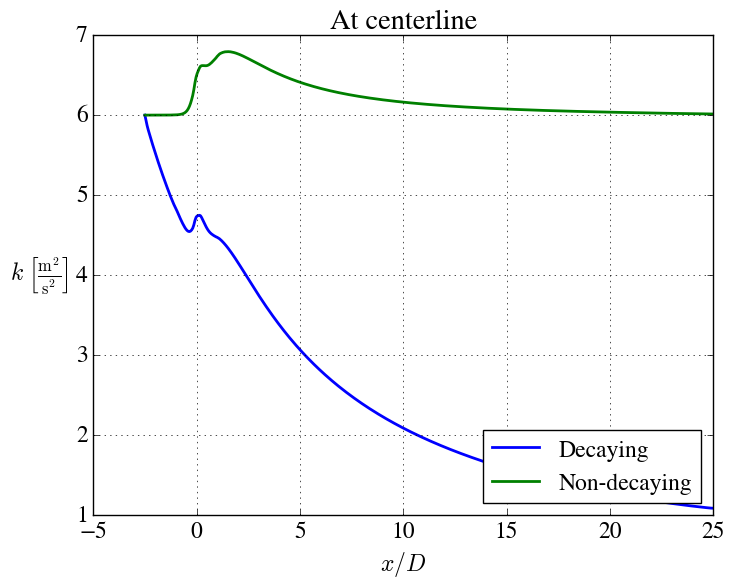 At centerline
7
6
5
k [m²/s²] 4
3
2
1
Decaying
Non-decaying
−5 0 5 10 15 20 25
x/D